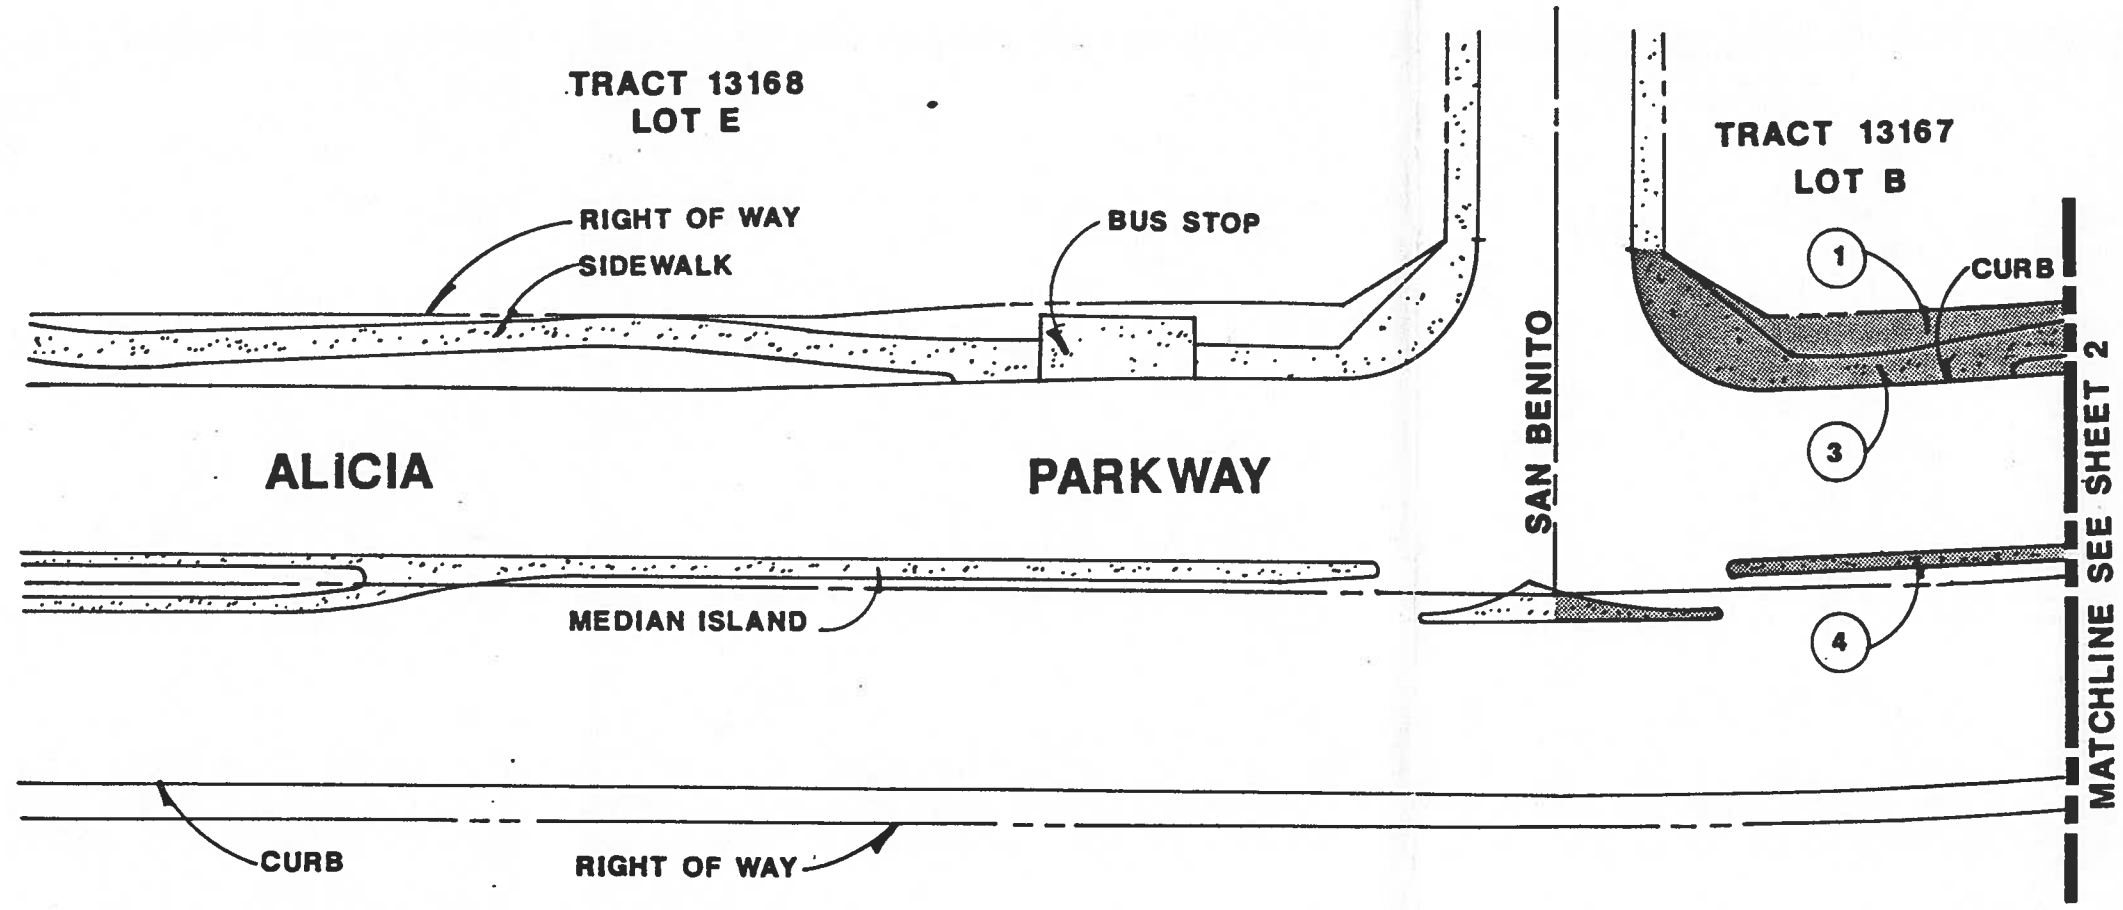 TRACT 13168
LOT E
TRACT 13167
LOT B
RIGHT OF WAY
SIDEWALK
BUS STOP
1
CURB
SAN BENITO
3
ALICIA PARKWAY
MEDIAN ISLAND
4
MATCHLINE SEE SHEET 2
CURB
RIGHT OF WAY